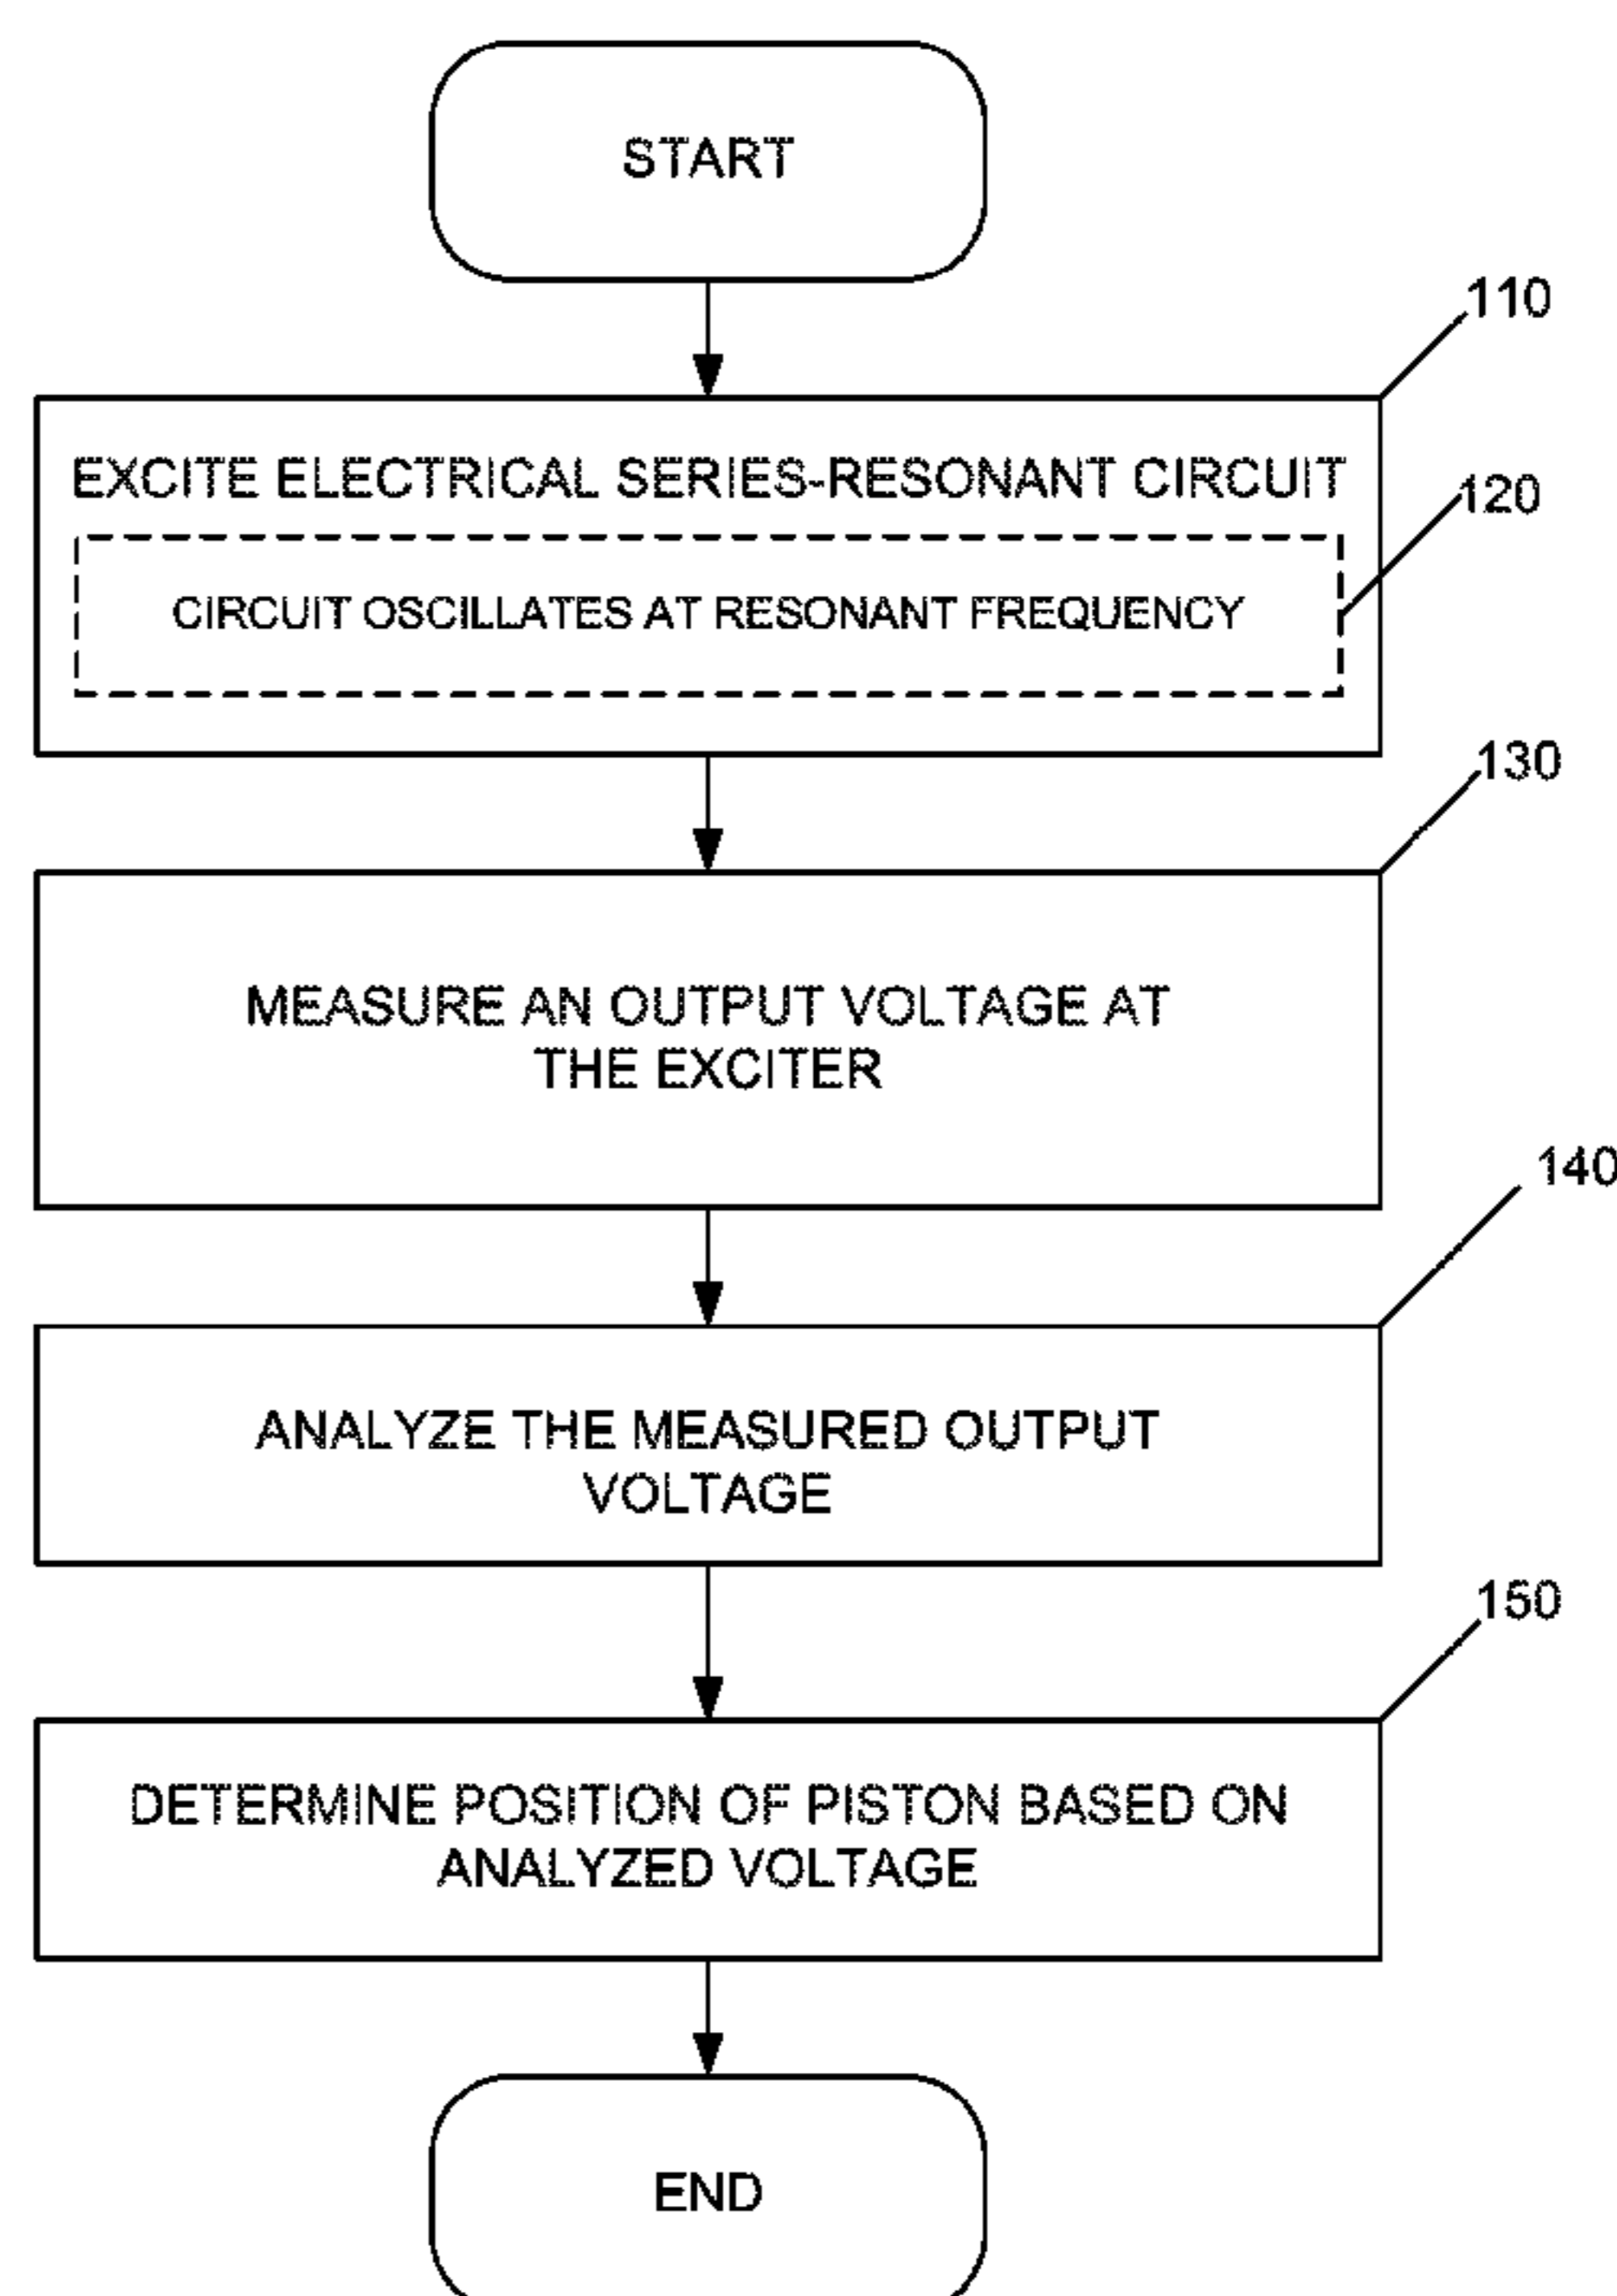 START
110
EXCITE ELECTRICAL SERIES-RESONANT CIRCUIT
120
CIRCUIT OSCILLATES AT RESONANT FREQUENCY
130
MEASURE AN OUTPUT VOLTAGE AT
THE EXCITER
140
ANALYZE THE MEASURED OUTPUT
VOLTAGE
150
DETERMINE POSITION OF PISTON BASED ON
ANALYZED VOLTAGE
END